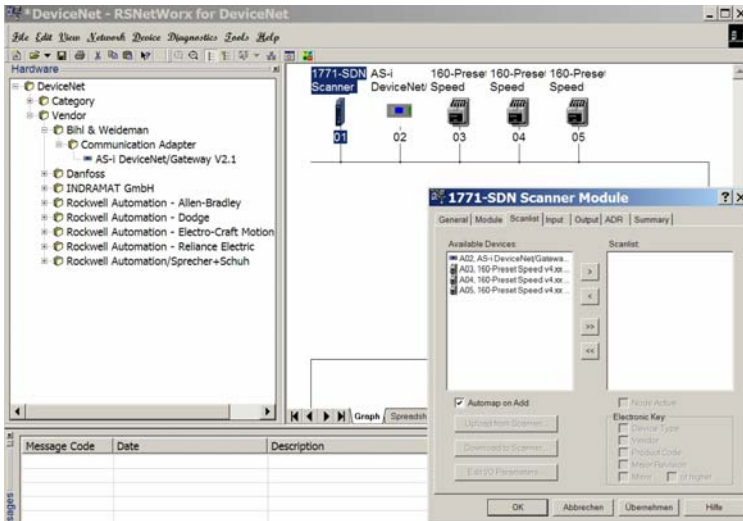 *DeviceNet - RSNetWorx for DeviceNet
File Edit View Network Device Diagnostics Tools Help
Hardware
DeviceNet
Category
Vendor
Bihl & Weideman
Communication Adapter
AS-i DeviceNet/Gateway V2.1
Danfoss
INDRAMAT GmbH
Rockwell Automation - Allen-Bradley
Rockwell Automation - Dodge
Rockwell Automation - Electro-Craft Motion
Rockwell Automation - Reliance Electric
Rockwell Automation/Sprecher+Schuh
1771-SDN AS-i 160-Prese 160-Prese 160-Prese
Scanner DeviceNet/ Speed Speed Speed
01 02 03 04 05
Graph Spreadsh
1771-SDN Scanner Module
General Module Scanlist Input Output ADR Summary
Available Devices: Scanlist:
A02, AS-i DeviceNet/Gatewa...
A03, 160-Preset Speed v4.xx...
A04, 160-Preset Speed v4.xx...
A05, 160-Preset Speed v4.xx...
>
<
>>
<<
Automap on Add
Node Active
Upload from Scanner...
Download to Scanner...
Edit I/O Parameters...
Electronic Key
Device Type
Vendor
Product Code
Major Revision
Minor or higher
OK Abbrechen Übernehmen Hilfe
Message Code Date Description
sages